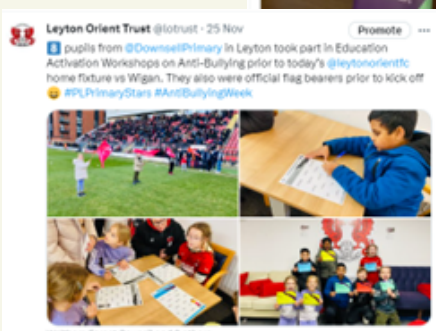 Leyton Orient Trust @lotrust · 25 Nov
Promote
8 pupils from @DownsellPrimary in Leyton took part in Education
Activation Workshops on Anti-Bullying prior to today's @leytonorientfc
home fixture vs Wigan. They also were official flag bearers prior to kick off
😄 #PLPrimaryStars #AntiBullyingWeek